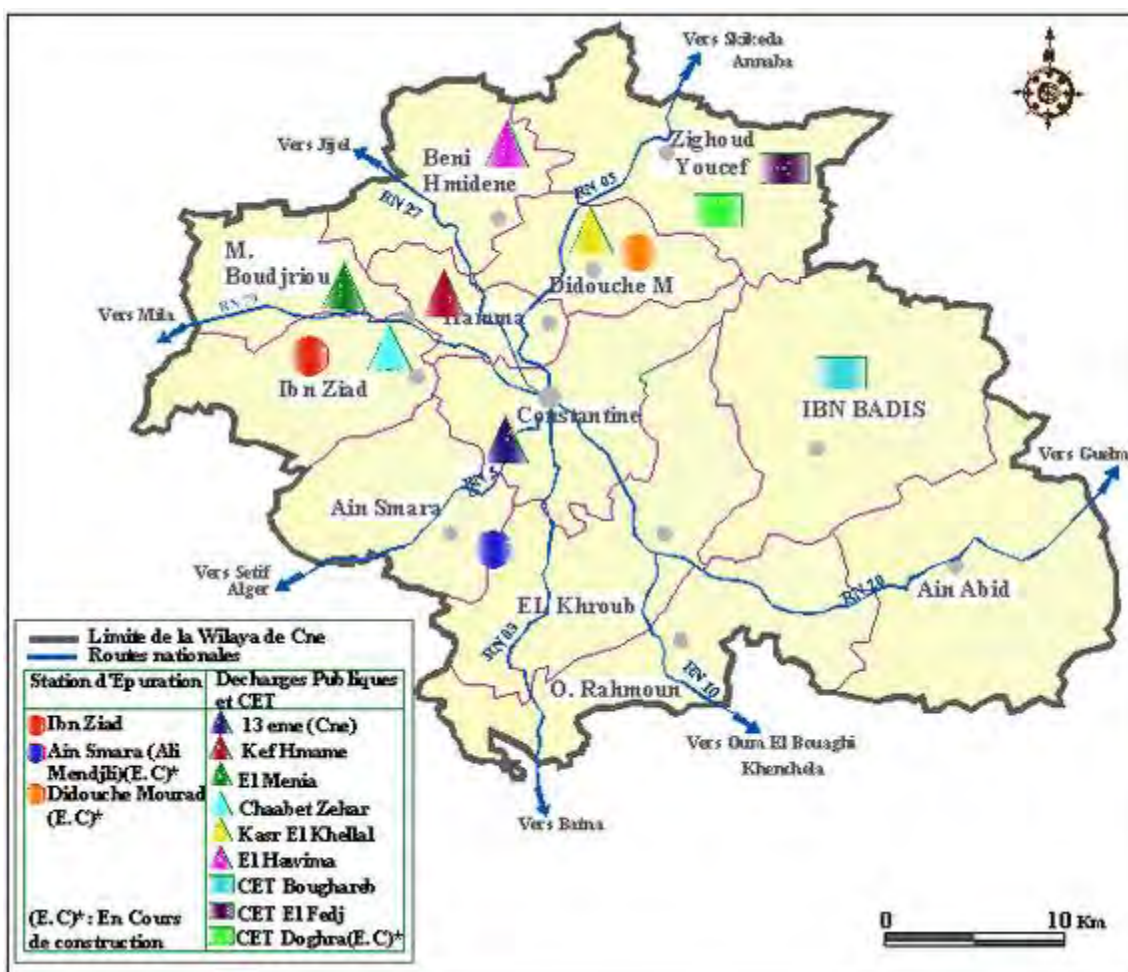 Vers Skikda
Annaba
N
Zighoud
Youcef
Vers Jijel
Beni
Hmidene
RN 27
RN 03
M.
Boudjriou
Didouche M
Vers Mila
RN 79
Hamma
Ibn Ziad
Constantine
IBN BADIS
Vers Guelma
RN 5
Ain Smara
Vers Setif
Alger
RN 20
Ain Abid
EL Khroub
RN 03
O. Rahmoun
RN 10
Vers Oum El Bouaghi
Khenchela
Vers Batna
Limite de la Wilaya de Cne
Routes nationales
Station d'Epuration
Ibn Ziad
Ain Smara (Ali
Mendjli)(E.C)*
Didouche Mourad
(E.C)*
(E.C)* : En Cours
de construction
Decharges Publiques
et CET
13 eme (Cne)
Kef Hmame
El Menia
Chaabet Zekar
Kasr El Khellal
El Hawima
CET Boughareb
CET El Fedj
CET Doghra(E.C)*
0 10 Km